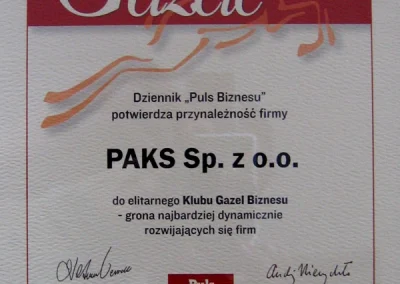 Gazele
Dziennik „Puls Biznesu”
potwierdza przynależność firmy
PAKS Sp. z o.o.
do elitarnego Klubu Gazel Biznesu
- grona najbardziej dynamicznie
rozwijających się firm
Puls